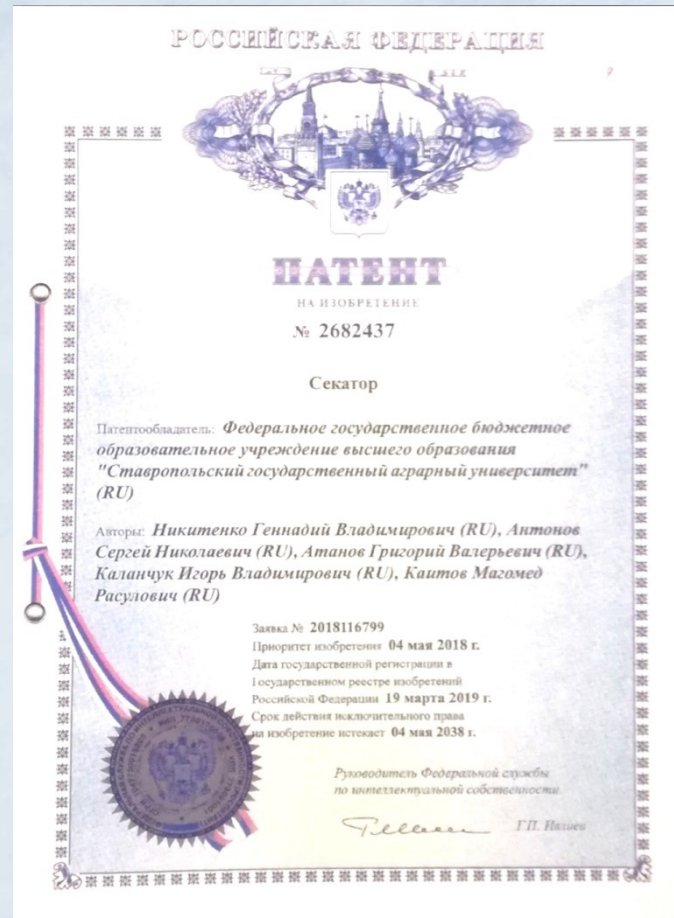 РОССИЙСКАЯ ФЕДЕРАЦИЯ
ПАТЕНТ
НА ИЗОБРЕТЕНИЕ
№ 2682437
Секатор
Патентообладатель: Федеральное государственное бюджетное
образовательное учреждение высшего образования
"Ставропольский государственный аграрный университет"
(RU)
Авторы: Никитенко Геннадий Владимирович (RU), Антонов
Сергей Николаевич (RU), Атанов Григорий Валерьевич (RU),
Каланчук Игорь Владимирович (RU), Каитов Магомед
Расулович (RU)
Заявка № 2018116799
Приоритет изобретения 04 мая 2018 г.
Дата государственной регистрации в
Государственном реестре изобретений
Российской Федерации 19 марта 2019 г.
Срок действия исключительного права
на изобретение истекает 04 мая 2038 г.
Руководитель Федеральной службы
по интеллектуальной собственности
Г.П. Ивлиев